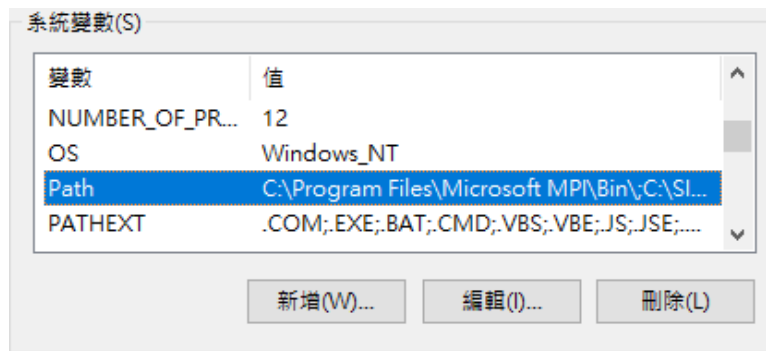 系統變數(S)
變數 值
NUMBER_OF_PR... 12
OS Windows_NT
Path C:\Program Files\Microsoft MPI\Bin\;C:\SI...
PATHEXT .COM;.EXE;.BAT;.CMD;.VBS;.VBE;.JS;.JSE;....
新增(W)... 編輯(I)... 刪除(L)